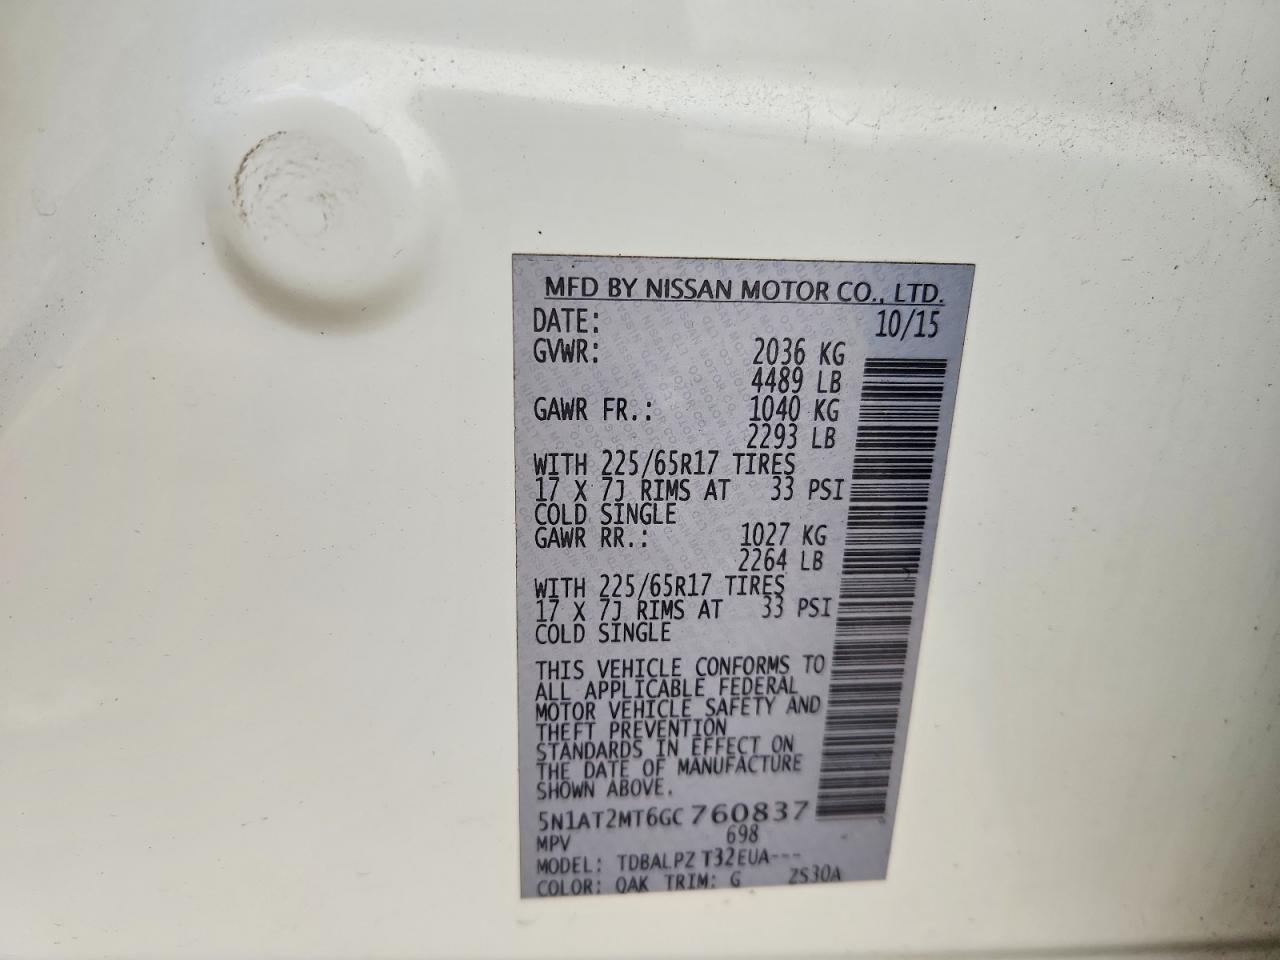 MFD BY NISSAN MOTOR CO., LTD.
DATE: 10/15
GVWR: 2036 KG
4489 LB
GAWR FR.: 1040 KG
2293 LB
WITH 225/65R17 TIRES
17 X 7J RIMS AT 33 PSI
COLD SINGLE
GAWR RR.: 1027 KG
2264 LB
WITH 225/65R17 TIRES
17 X 7J RIMS AT 33 PSI
COLD SINGLE
THIS VEHICLE CONFORMS TO
ALL APPLICABLE FEDERAL
MOTOR VEHICLE SAFETY AND
THEFT PREVENTION
STANDARDS IN EFFECT ON
THE DATE OF MANUFACTURE
SHOWN ABOVE.
5N1AT2MT6GC 760837
MPV 698
MODEL: TDBALPZ T32EUA---
COLOR: QAK TRIM: G 2S30A